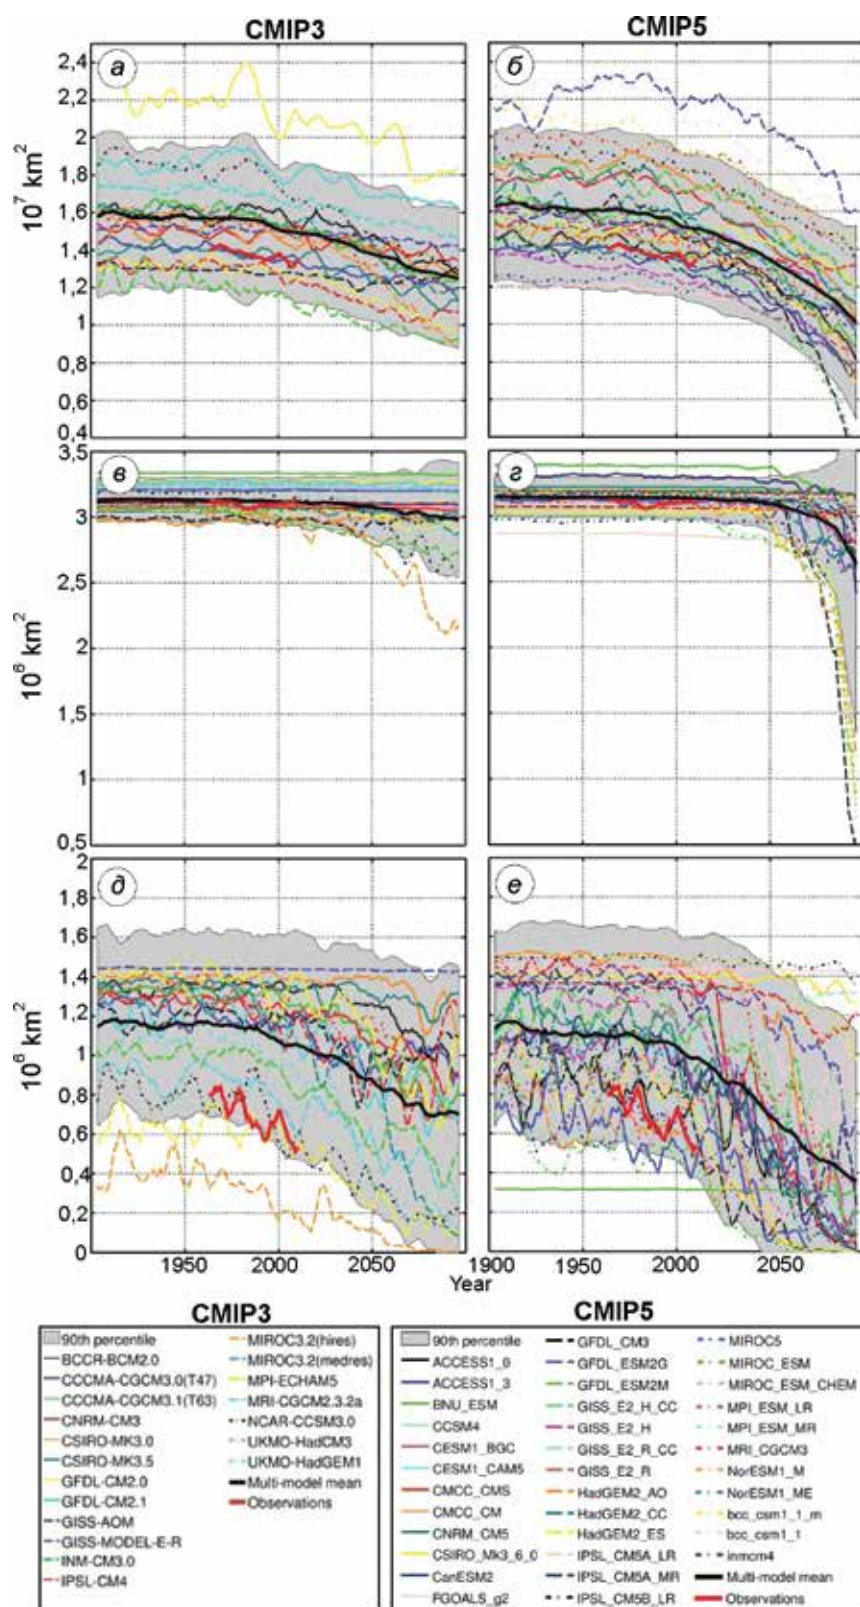 CMIP3 CMIP5
а б
2,4
2,2
2
1,8
1,6
1,4
1,2
1
0,8
0,6
0,4
10⁷ km²
в г
3,5
3
2,5
2
1,5
1
0,5
10⁶ km²
д е
2
1,8
1,6
1,4
1,2
1
0,8
0,6
0,4
0,2
0
10⁶ km²
1950 2000 2050 1900 1950 2000 2050
Year
CMIP3
90th percentile
BCCR-BCM2.0
CCCMA-CGCM3.0(T47)
CCCMA-CGCM3.1(T63)
CNRM-CM3
CSIRO-MK3.0
CSIRO-MK3.5
GFDL-CM2.0
GFDL-CM2.1
GISS-AOM
GISS-MODEL-E-R
INM-CM3.0
IPSL-CM4
MIROC3.2(hires)
MIROC3.2(medres)
MPI-ECHAM5
MRI-CGCM2.3.2a
NCAR-CCSM3.0
UKMO-HadCM3
UKMO-HadGEM1
Multi-model mean
Observations
CMIP5
90th percentile
ACCESS1_0
ACCESS1_3
BNU_ESM
CCSM4
CESM1_BGC
CESM1_CAM5
CMCC_CMS
CMCC_CM
CNRM_CM5
CSIRO_Mk3_6_0
CanESM2
FGOALS_g2
GFDL_CM3
GFDL_ESM2G
GFDL_ESM2M
GISS_E2_H_CC
GISS_E2_H
GISS_E2_R_CC
GISS_E2_R
HadGEM2_AO
HadGEM2_CC
HadGEM2_ES
IPSL_CM5A_LR
IPSL_CM5A_MR
IPSL_CM5B_LR
MIROC5
MIROC_ESM
MIROC_ESM_CHEM
MPI_ESM_LR
MPI_ESM_MR
MRI_CGCM3
NorESM1_M
NorESM1_ME
bcc_csm1_1_m
bcc_csm1_1
inmcm4
Multi-model mean
Observations